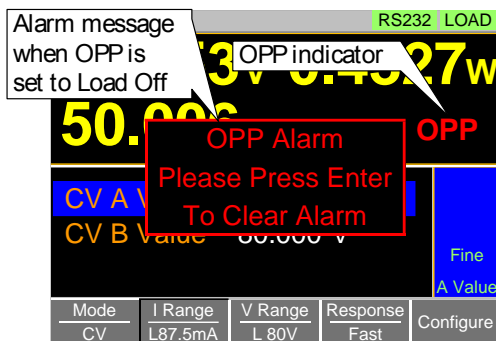 Alarm message
when OPP is
set to Load Off
OPP indicator
RS232 LOAD
3V
27W
50.
OPP
OPP Alarm
Please Press Enter
To Clear Alarm
CV A V
CV B Value
V
Fine
A Value
Mode
CV
I Range
L87.5mA
V Range
L 80V
Response
Fast
Configure